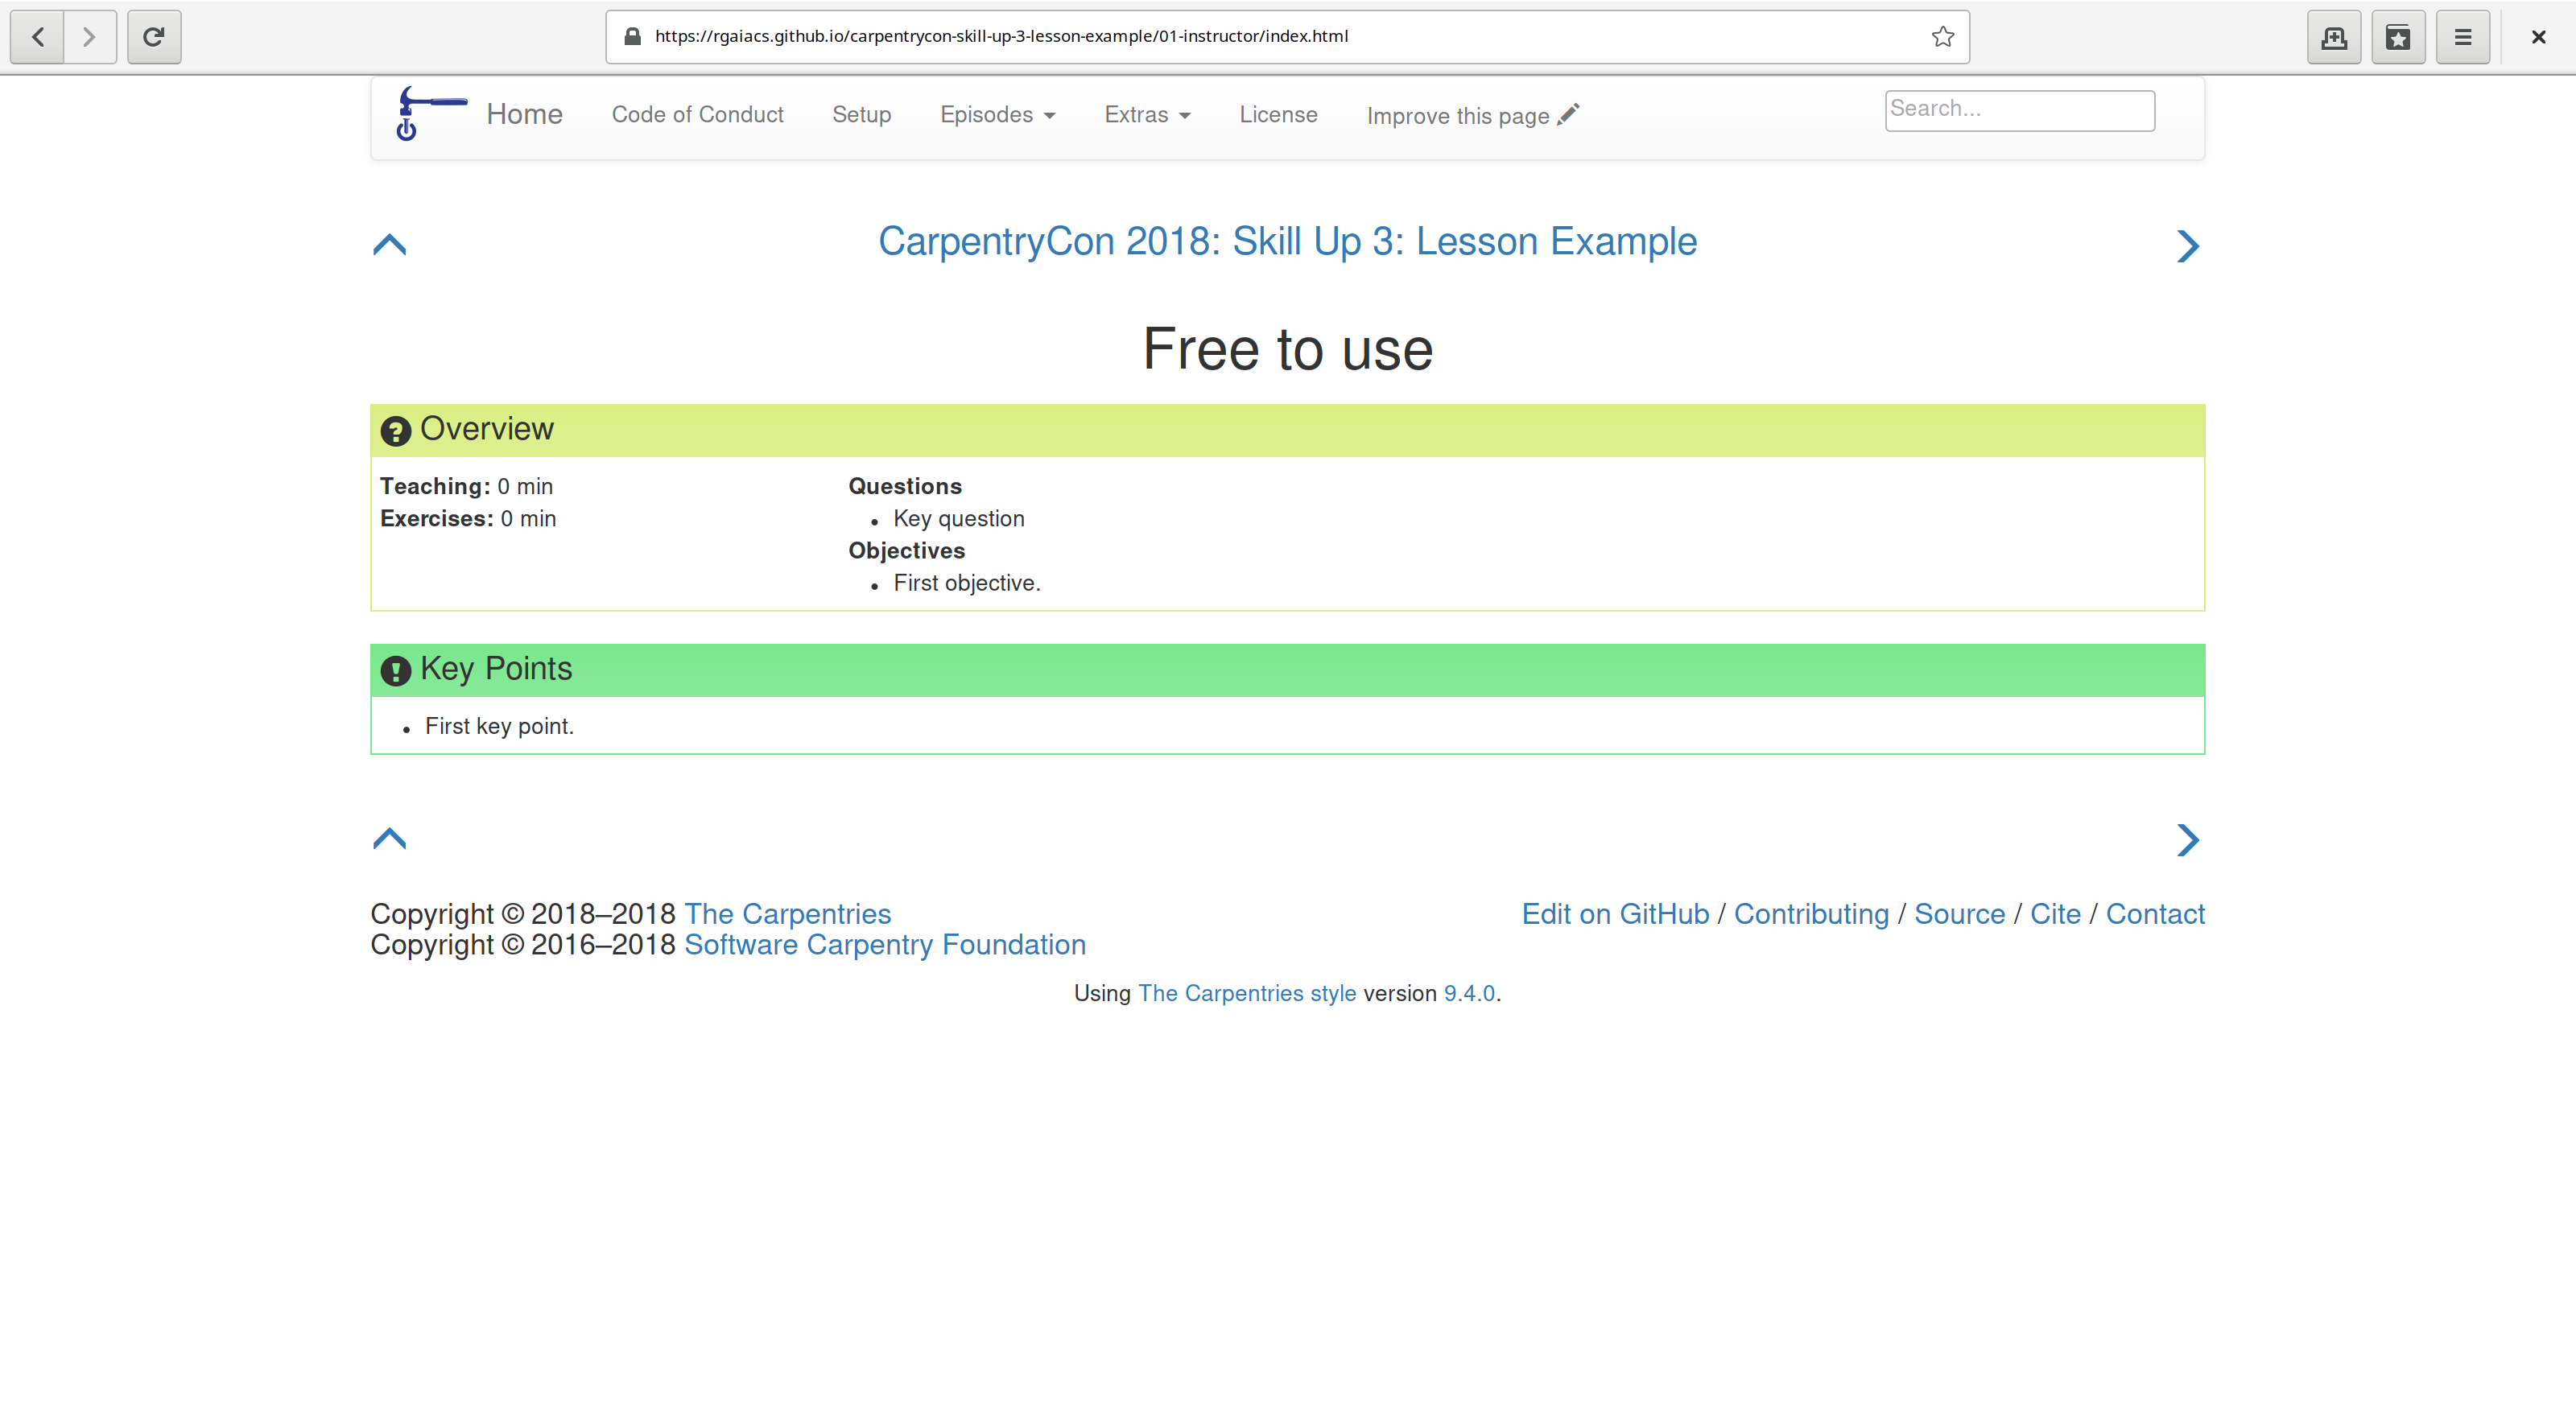 https://rgaiacs.github.io/carpentrycon-skill-up-3-lesson-example/01-instructor/index.html
Home Code of Conduct Setup Episodes Extras License Improve this page Search...
CarpentryCon 2018: Skill Up 3: Lesson Example
Free to use
Overview
Teaching: 0 min
Exercises: 0 min
Questions
Key question
Objectives
First objective.
Key Points
First key point.
Copyright © 2018–2018 The Carpentries
Copyright © 2016–2018 Software Carpentry Foundation
Edit on GitHub / Contributing / Source / Cite / Contact
Using The Carpentries style version 9.4.0.